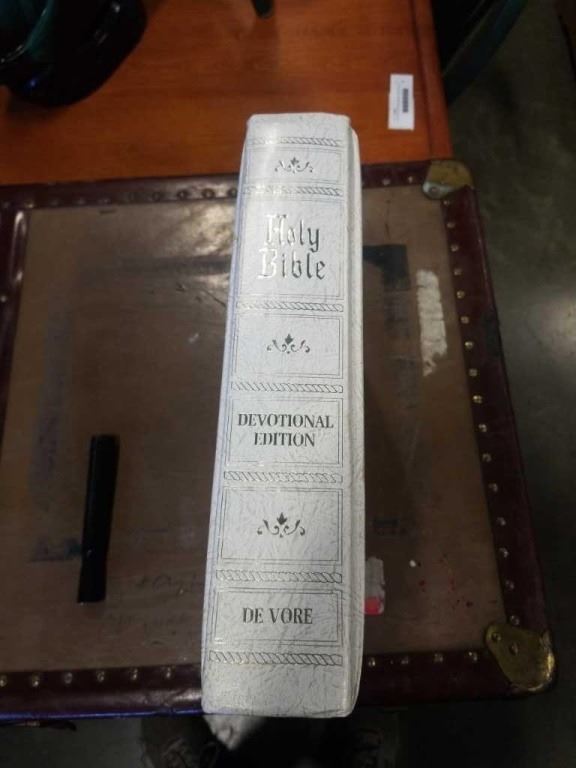 Holy
Bible
DEVOTIONAL
EDITION
DE VORE